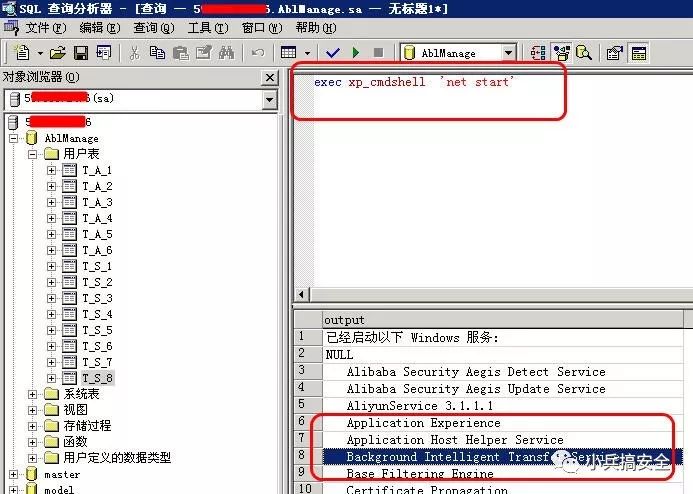 SQL 查询分析器 - [查询 — 5 6.AblManage.sa — 无标题1*]
文件(F) 编辑(E) 查询(Q) 工具(T) 窗口(W) 帮助(H)
AblManage
对象浏览器(O)
5 6(sa)
5 6
AblManage
用户表
T_A_1
T_A_2
T_A_3
T_A_4
T_A_5
T_A_6
T_S_1
T_S_2
T_S_3
T_S_4
T_S_5
T_S_6
T_S_7
T_S_8
系统表
视图
存储过程
函数
用户定义的数据类型
master
model
exec xp_cmdshell 'net start'
output
1 已经启动以下 Windows 服务:
2 NULL
3 Alibaba Security Aegis Detect Service
4 Alibaba Security Aegis Update Service
5 AliyunService 3.1.1.1
6 Application Experience
7 Application Host Helper Service
8 Background Intelligent Transfer Service
9 Base Filtering Engine
10 Certificate Propagation
小兵搞安全